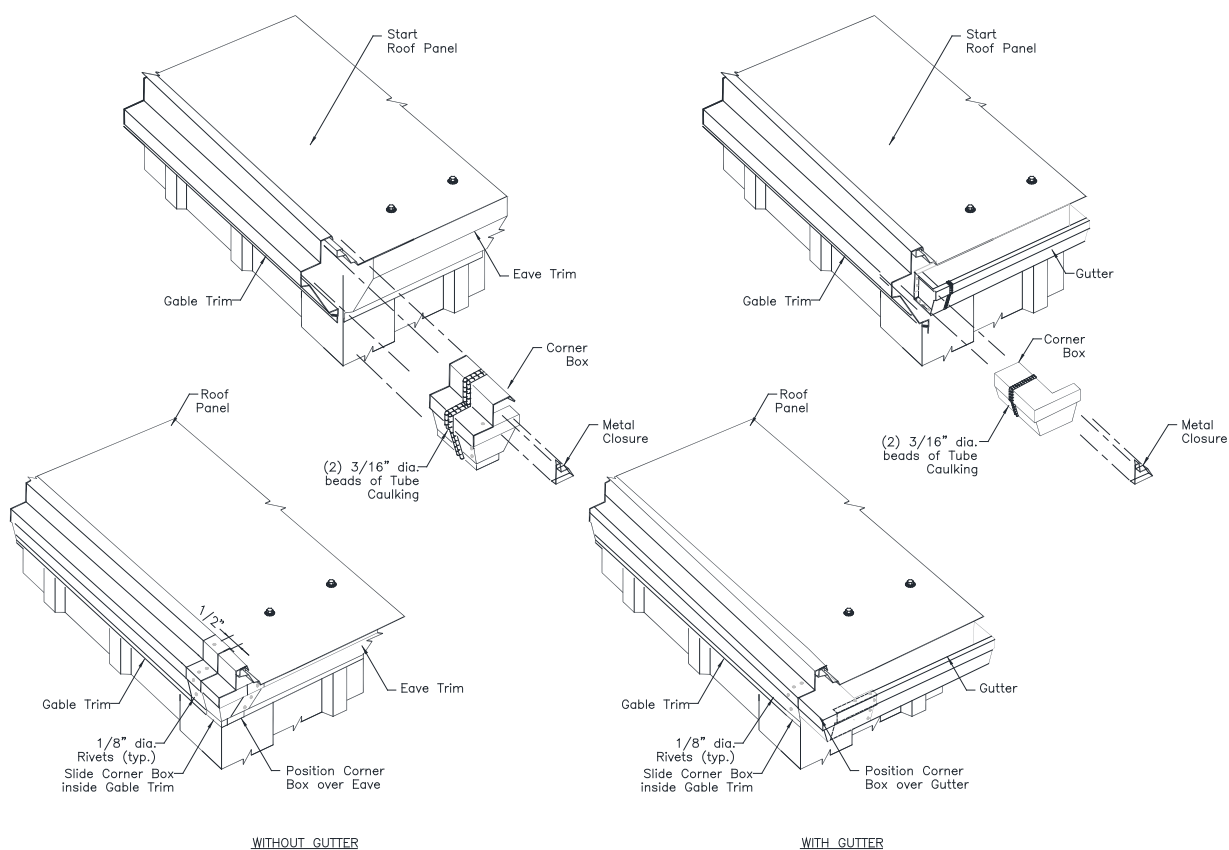 Start
Roof Panel
Gable Trim
Eave Trim
Corner
Box
Metal
Closure
(2) 3/16" dia.
beads of Tube
Caulking
Start
Roof Panel
Gable Trim
Gutter
Corner
Box
Metal
Closure
(2) 3/16" dia.
beads of Tube
Caulking
Roof
Panel
1/2"
Gable Trim
Eave Trim
1/8" dia.
Rivets (typ.)
Slide Corner Box
inside Gable Trim
Position Corner
Box over Eave
Roof
Panel
Gable Trim
Gutter
1/8" dia.
Rivets (typ.)
Slide Corner Box
inside Gable Trim
Position Corner
Box over Gutter
WITHOUT GUTTER
WITH GUTTER